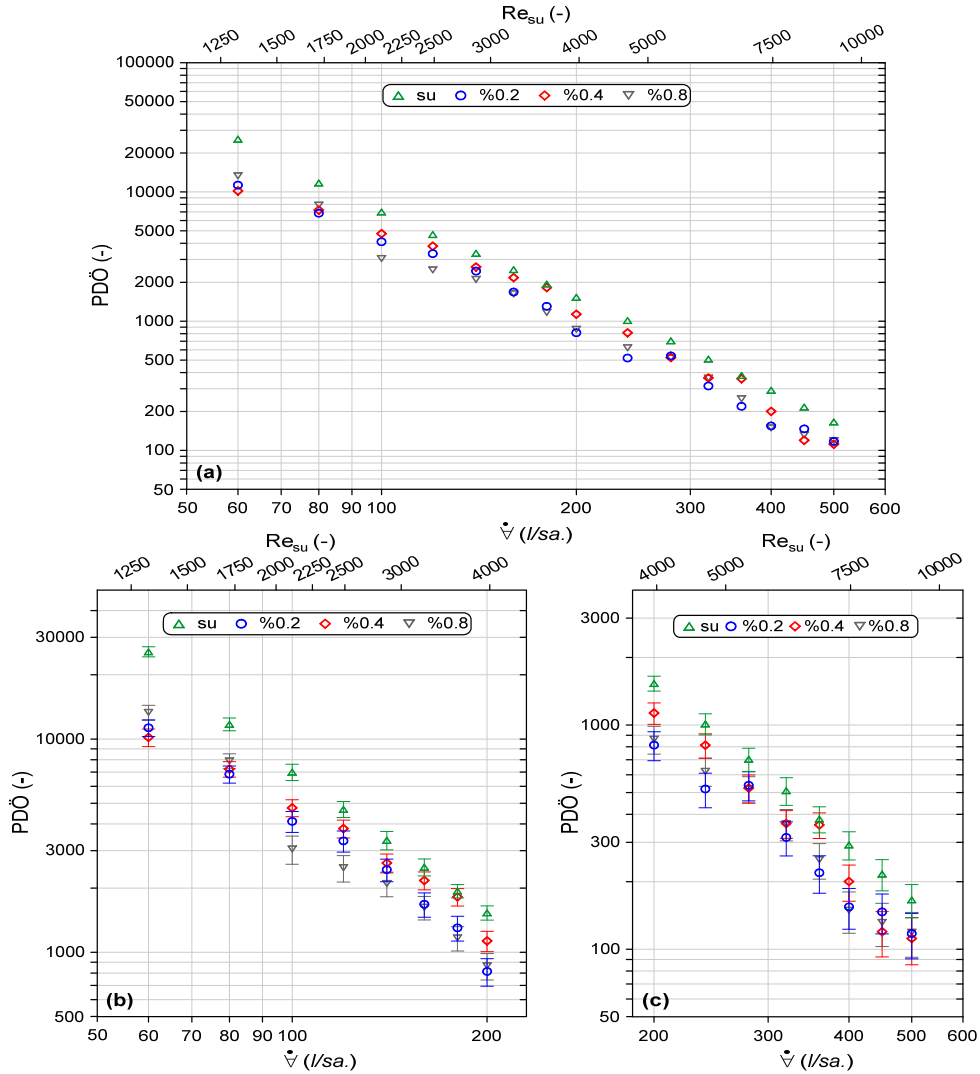 Re_su (-)
1250 1500 1750 2000 2250 2500 3000 4000 5000 7500 10000
100000
50000
20000
10000
5000
2000
1000
500
200
100
50
PDÖ (-)
su %0.2 %0.4 %0.8
(a)
50 60 70 80 90 100 200 300 400 500 600
V̇ (l/sa.)
Re_su (-)
1250 1500 1750 2000 2250 2500 3000 4000
30000
10000
3000
1000
500
PDÖ (-)
su %0.2 %0.4 %0.8
(b)
50 60 80 90 100 200
V̇ (l/sa.)
Re_su (-)
4000 5000 7500 10000
3000
1000
300
100
50
PDÖ (-)
su %0.2 %0.4 %0.8
(c)
200 300 400 500 600
V̇ (l/sa.)